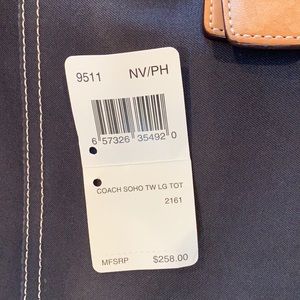 9511 NV/PH
6 57326 35492 0
COACH SOHO TW LG TOT
2161
MFSRP $258.00